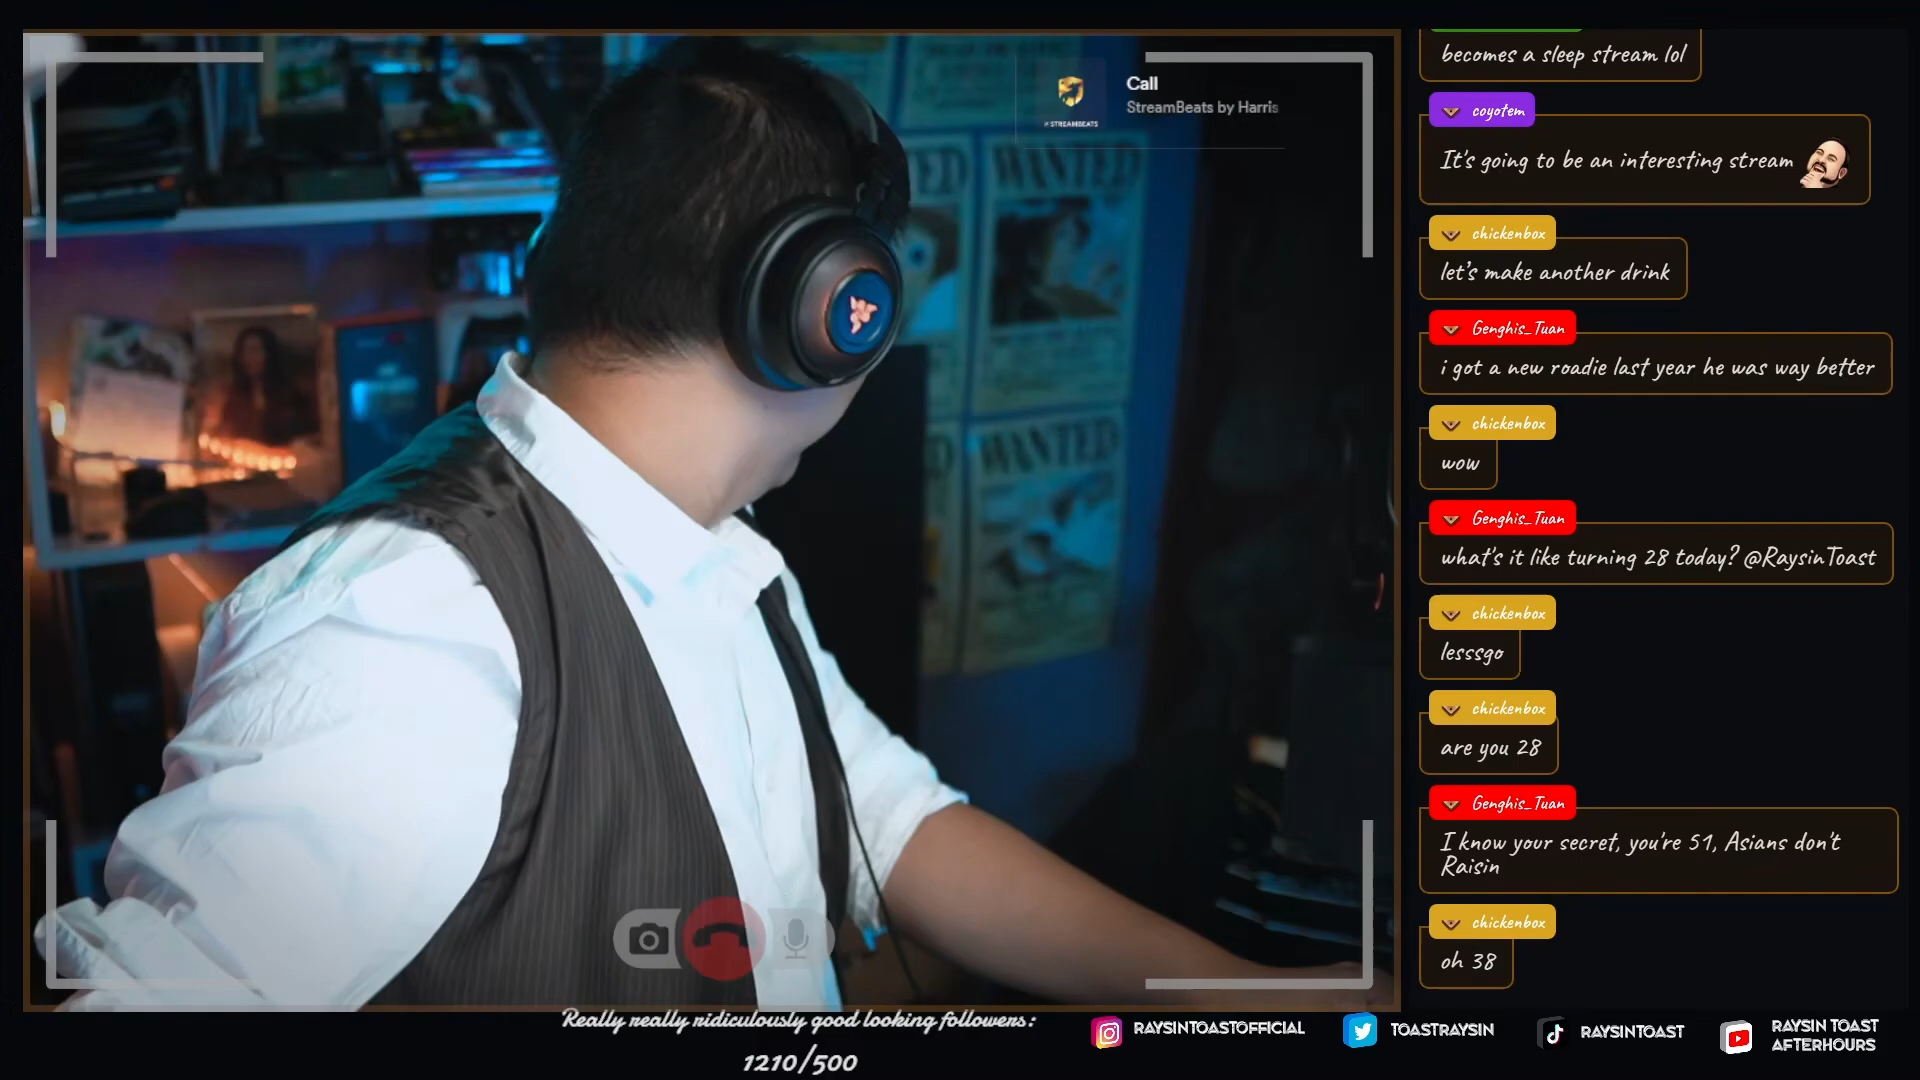 Call
StreamBeats by Harris
STREAMBEATS
WANTED
WANTED
becomes a sleep stream lol
coyotem
It's going to be an interesting stream
chickenbox
let's make another drink
Genghis_Tuan
i got a new roadie last year he was way better
chickenbox
wow
Genghis_Tuan
what's it like turning 28 today? @RaysinToast
chickenbox
lesssgo
chickenbox
are you 28
Genghis_Tuan
I know your secret, you're 51, Asians don't
Raisin
chickenbox
oh 38
Really really ridiculously good looking followers:
1210/500
RAYSINTOASTOFFICIAL
TOASTRAYSIN
RAYSINTOAST
RAYSIN TOAST
AFTERHOURS